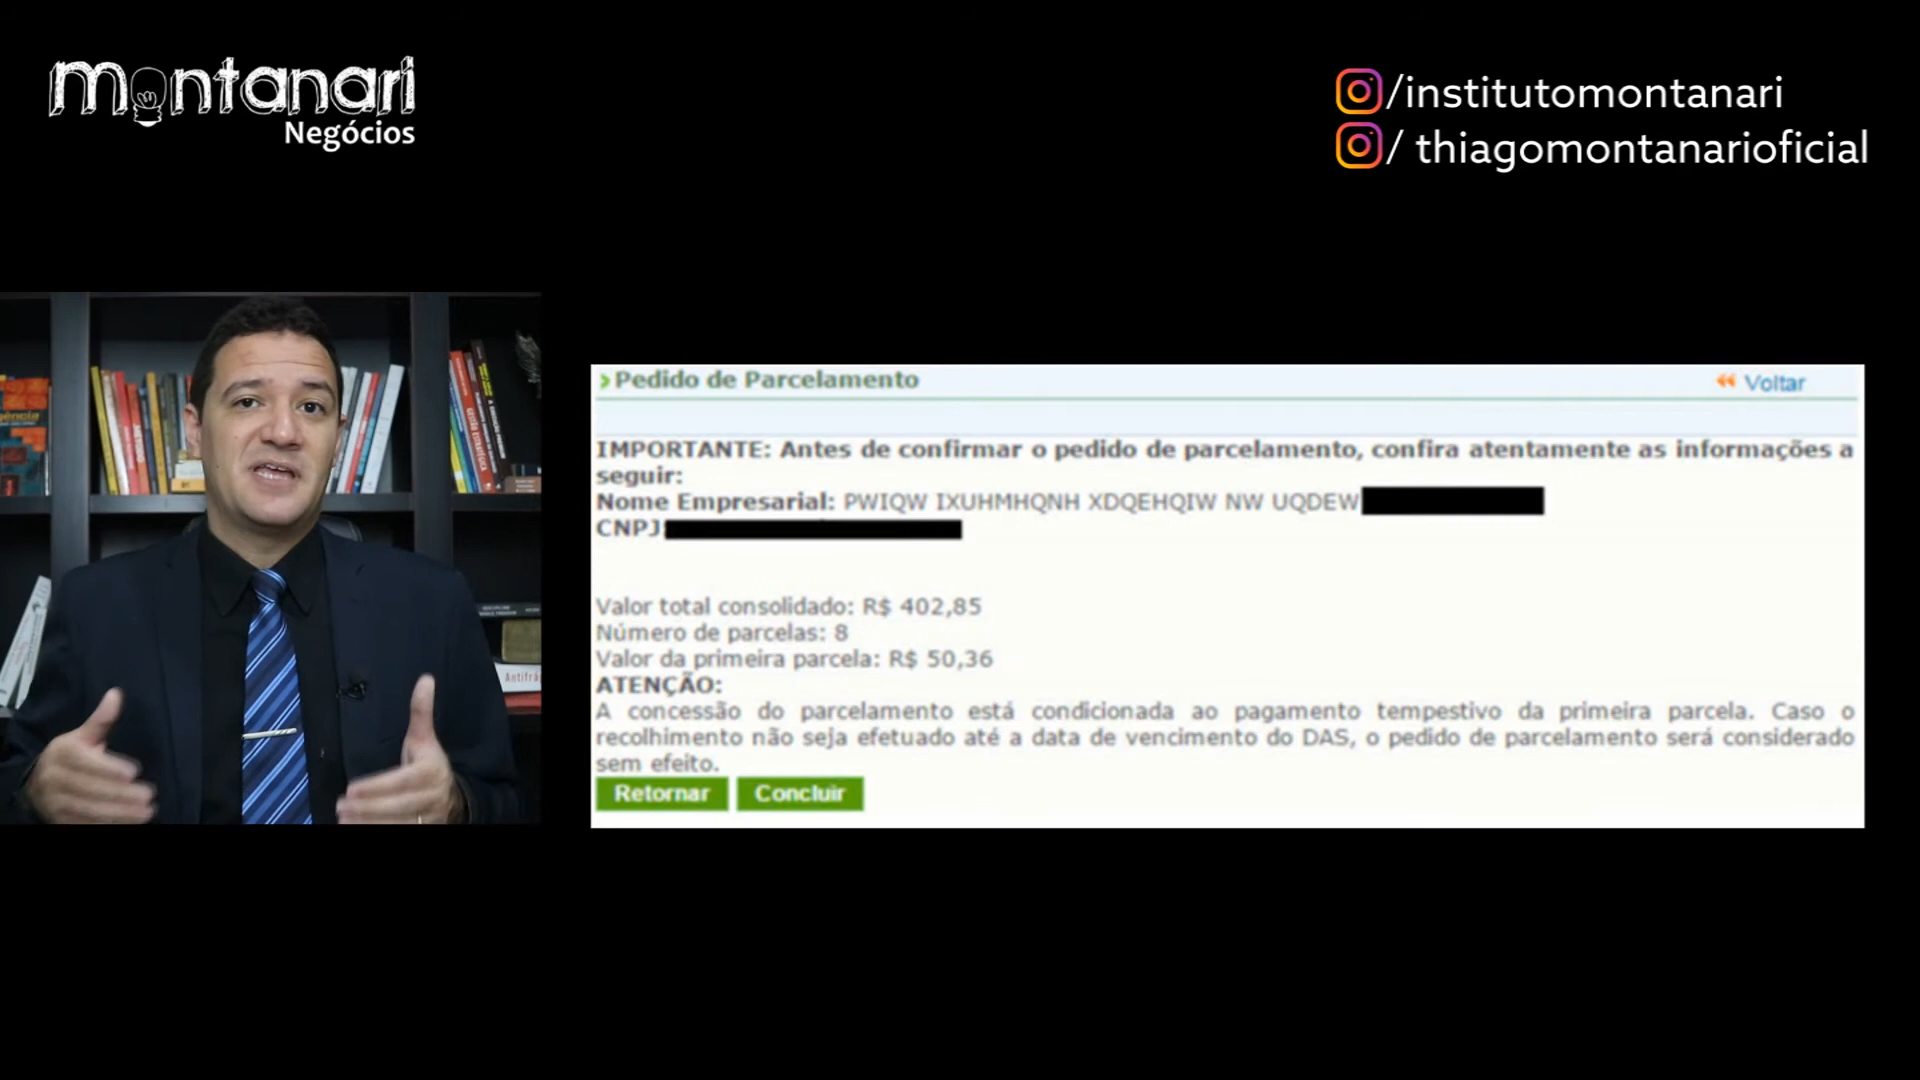 montanari
Negócios
/institutomontanari
/ thiagomontanarioficial
Pedido de Parcelamento
Voltar
IMPORTANTE: Antes de confirmar o pedido de parcelamento, confira atentamente as informações a
seguir:
Nome Empresarial: PWIQW IXUHMHQNH XDQEHQIW NW UQDEW
CNPJ
Valor total consolidado: R$ 402,85
Número de parcelas: 8
Valor da primeira parcela: R$ 50,36
ATENÇÃO:
A concessão do parcelamento está condicionada ao pagamento tempestivo da primeira parcela. Caso o
recolhimento não seja efetuado até a data de vencimento do DAS, o pedido de parcelamento será considerado
sem efeito.
Retornar
Concluir